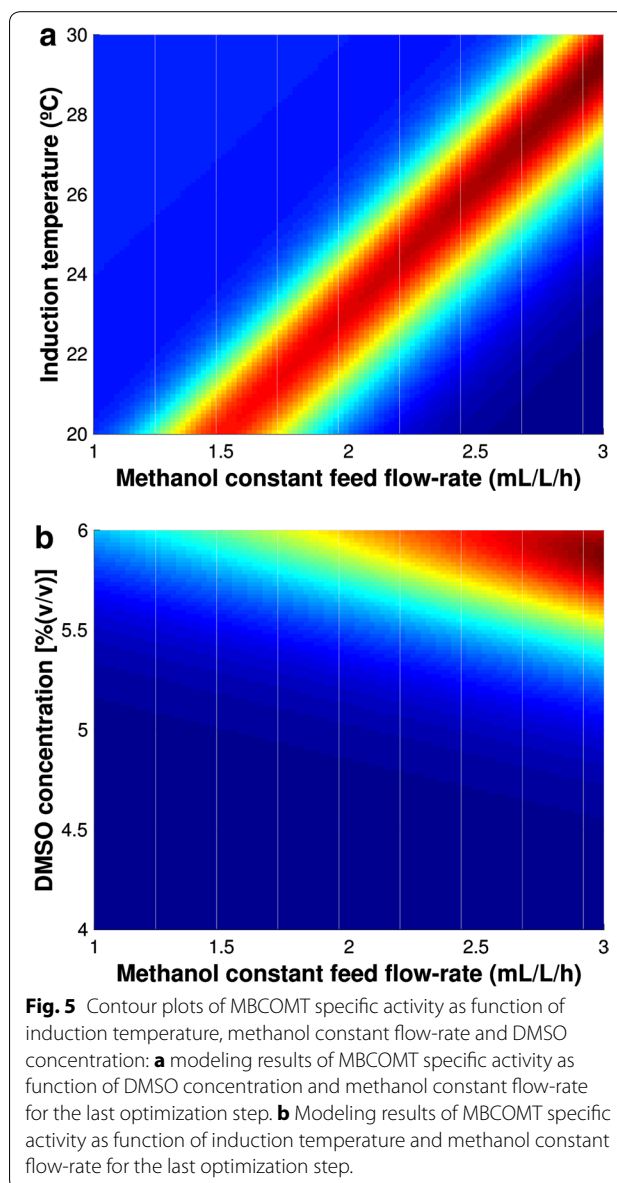 a
30
28
26
24
22
20
Induction temperature (ºC)
1 1.5 2 2.5 3
Methanol constant feed flow-rate (mL/L/h)
b
6
5.5
5
4.5
4
DMSO concentration [%(v/v)]
1 1.5 2 2.5 3
Methanol constant feed flow-rate (mL/L/h)
Fig. 5 Contour plots of MBCOMT specific activity as function of
induction temperature, methanol constant flow-rate and DMSO
concentration: a modeling results of MBCOMT specific activity as
function of DMSO concentration and methanol constant flow-rate
for the last optimization step. b Modeling results of MBCOMT specific
activity as function of induction temperature and methanol constant
flow-rate for the last optimization step.